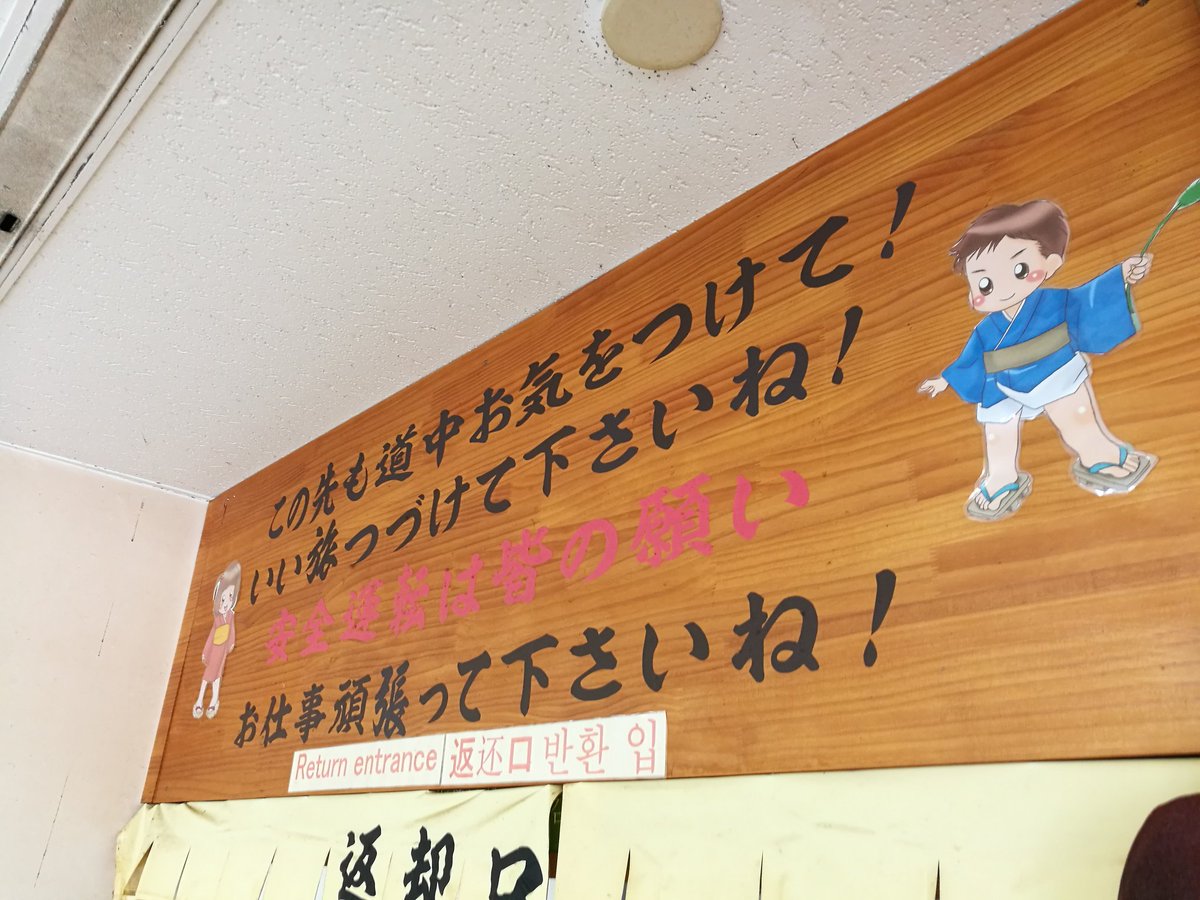 この先も道中お気をつけて！
いい旅つづけて下さいね！
安全運転は皆の願い
お仕事頑張って下さいね！
Return entrance 返还口 반환 입
返却口